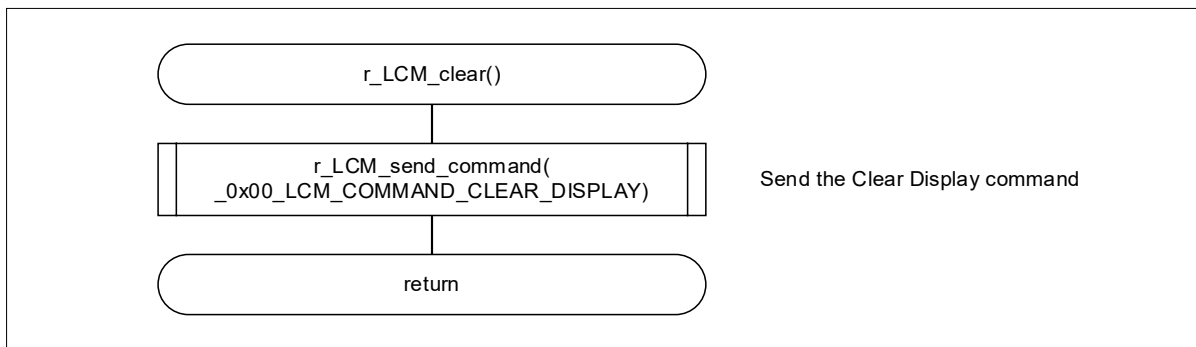 r_LCM_clear()
r_LCM_send_command(
_0x00_LCM_COMMAND_CLEAR_DISPLAY)
Send the Clear Display command
return